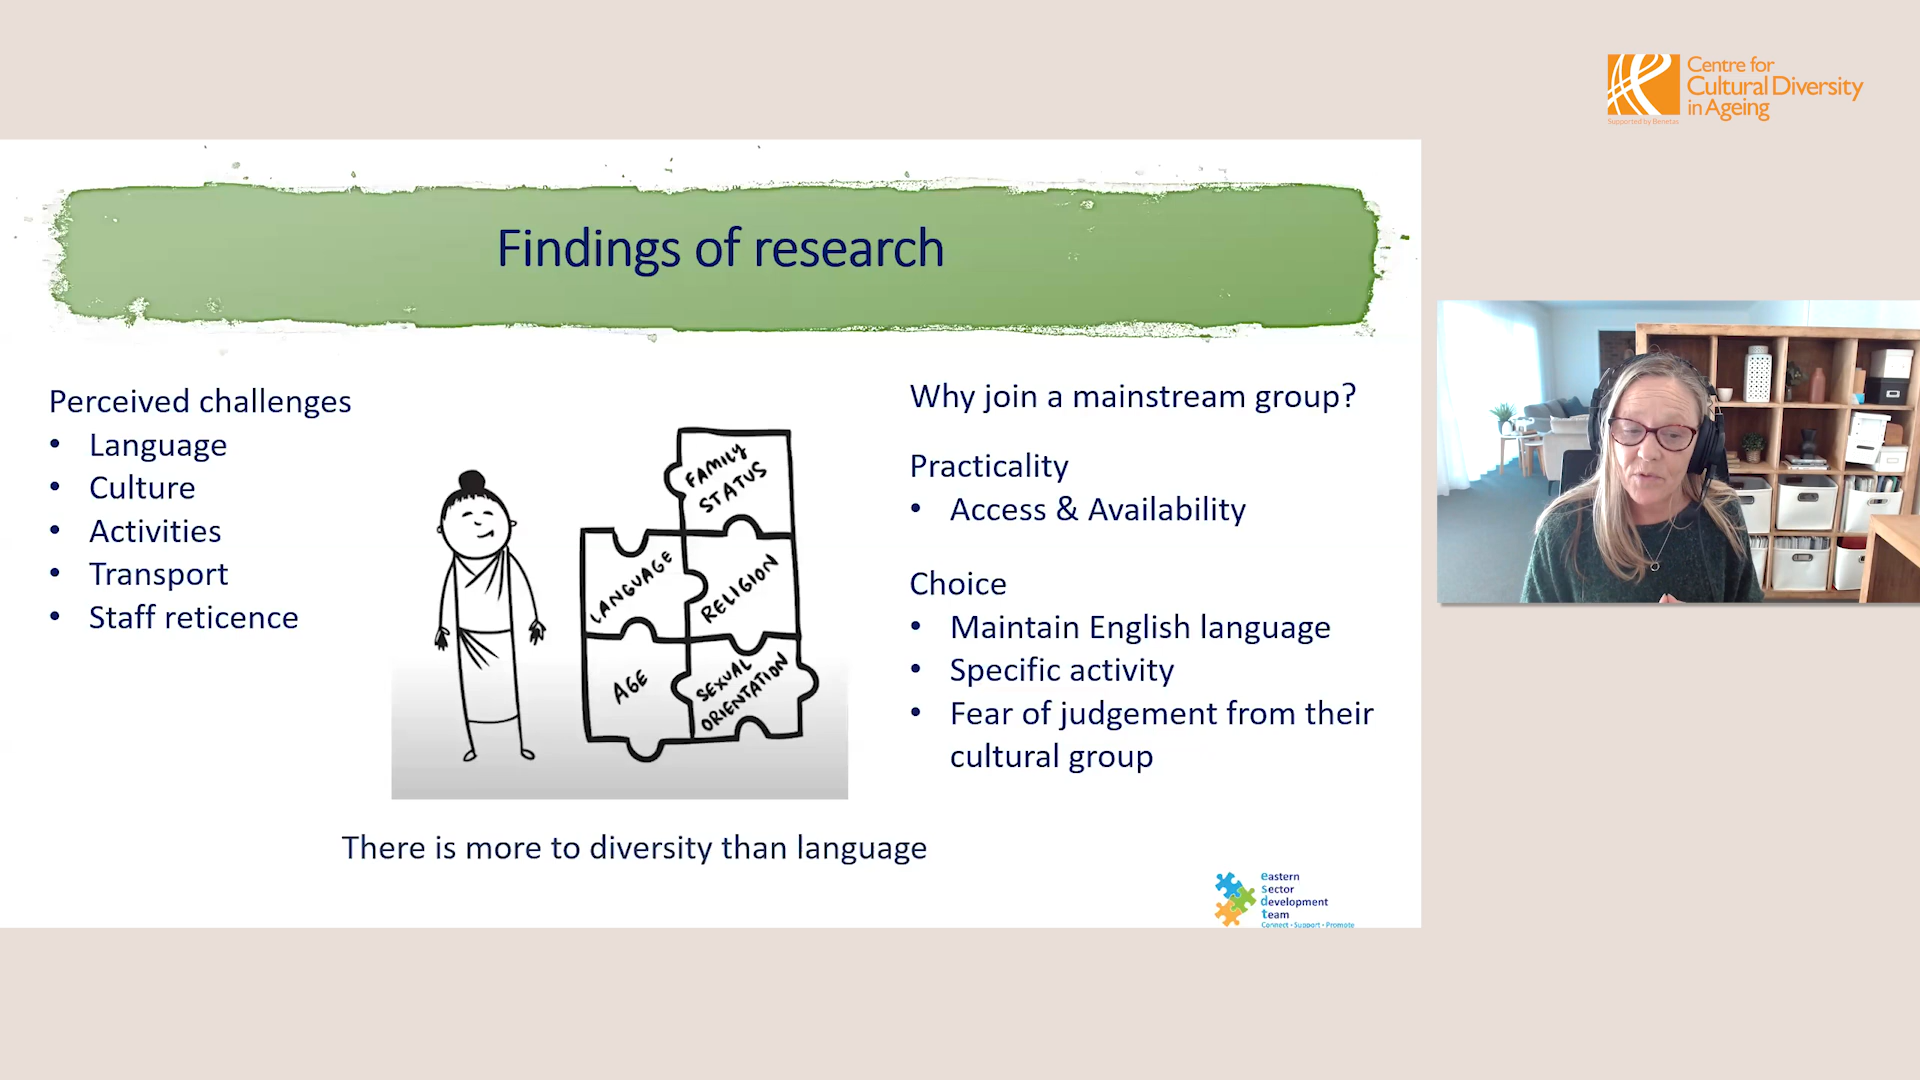 Centre for
Cultural Diversity
in Ageing
Supported by Benetas
Findings of research
Perceived challenges
• Language
• Culture
• Activities
• Transport
• Staff reticence
FAMILY
STATUS
LANGUAGE
RELIGION
AGE
SEXUAL
ORIENTATION
Why join a mainstream group?
Practicality
• Access & Availability
Choice
• Maintain English language
• Specific activity
• Fear of judgement from their
cultural group
There is more to diversity than language
eastern
Sector
development
team
Connect • Support • Promote